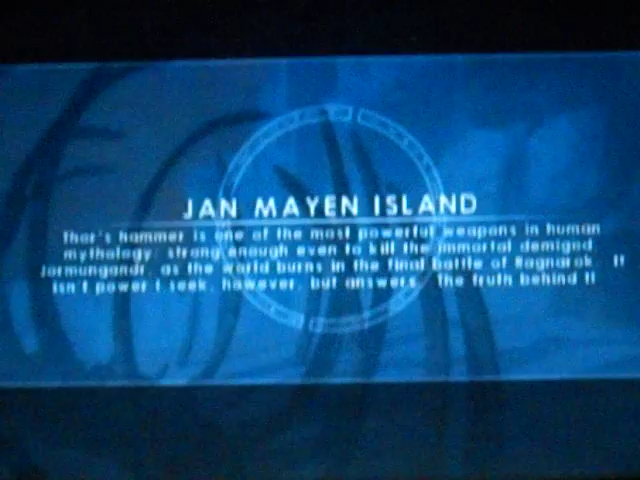 JAN MAYEN ISLAND
Thor's hammer is one of the most powerful weapons in human
mythology, strong enough even to kill the immortal demigod
Jormungandr, as the world burns in the final battle of Ragnarok. It
isn't power I seek, however, but answers. The truth behind it